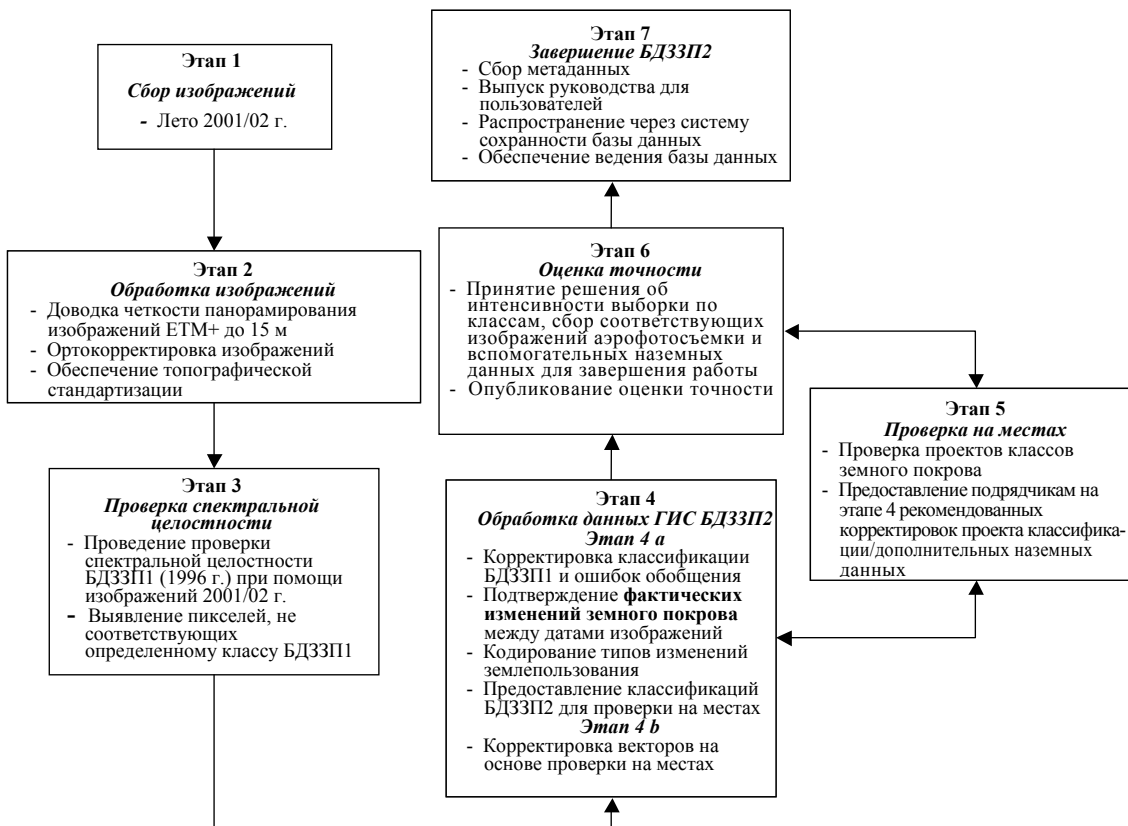 Этап 1
Сбор изображений
- Лето 2001/02 г.
Этап 2
Обработка изображений
- Доводка четкости панорамирования
изображений ETM+ до 15 м
- Ортокорректировка изображений
- Обеспечение топографической
стандартизации
Этап 3
Проверка спектральной
целостности
- Проведение проверки
спектральной целостности
БДЗЗП1 (1996 г.) при помощи
изображений 2001/02 г.
- Выявление пикселей, не
соответствующих
определенному классу БДЗЗП1
Этап 4
Обработка данных ГИС БДЗЗП2
Этап 4 a
- Корректировка классификации
БДЗЗП1 и ошибок обобщения
- Подтверждение фактических
изменений земного покрова
между датами изображений
- Кодирование типов изменений
землепользования
- Предоставление классификаций
БДЗЗП2 для проверки на местах
Этап 4 b
- Корректировка векторов на
основе проверки на местах
Этап 5
Проверка на местах
- Проверка проектов классов
земного покрова
- Предоставление подрядчикам на
этапе 4 рекомендованных
корректировок проекта классифика-
ции/дополнительных наземных
данных
Этап 6
Оценка точности
- Принятие решения об
интенсивности выборки по
классам, сбор соответствующих
изображений аэрофотосъемки и
вспомогательных наземных
данных для завершения работы
- Опубликование оценки точности
Этап 7
Завершение БДЗЗП2
- Сбор метаданных
- Выпуск руководства для
пользователей
- Распространение через систему
сохранности базы данных
- Обеспечение ведения базы данных